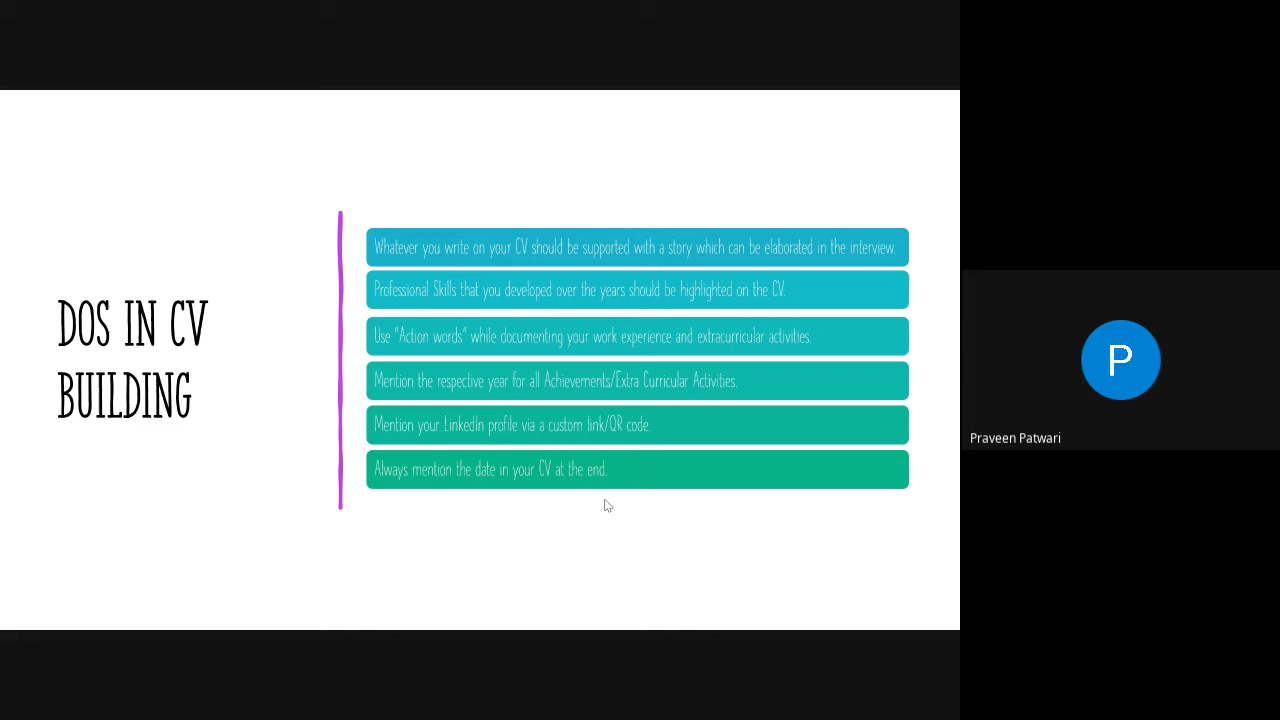 DOS IN CV
BUILDING
Whatever you write on your CV should be supported with a story which can be elaborated in the interview.
Professional Skills that you developed over the years should be highlighted on the CV.
Use "Action words" while documenting your work experience and extracurricular activities.
Mention the respective year for all Achievements/Extra Curricular Activities.
Mention your LinkedIn profile via a custom link/QR code.
Always mention the date in your CV at the end.
P
Praveen Patwari